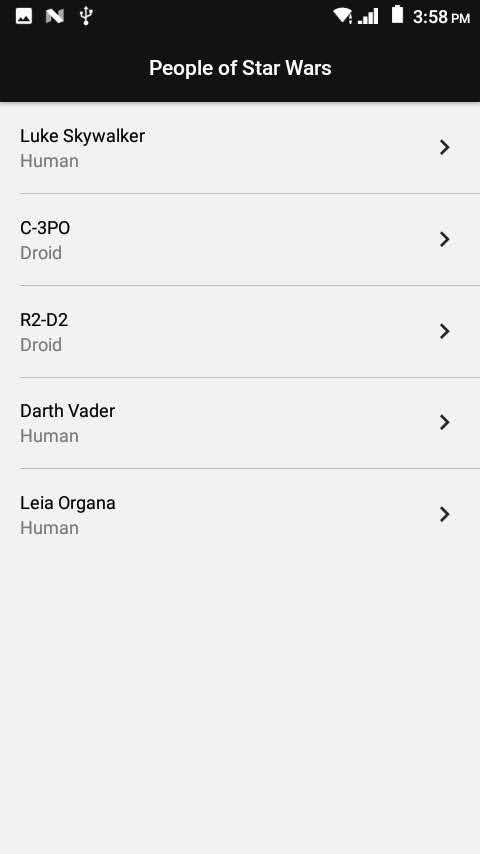 3:58 PM
People of Star Wars
Luke Skywalker
Human
C-3PO
Droid
R2-D2
Droid
Darth Vader
Human
Leia Organa
Human